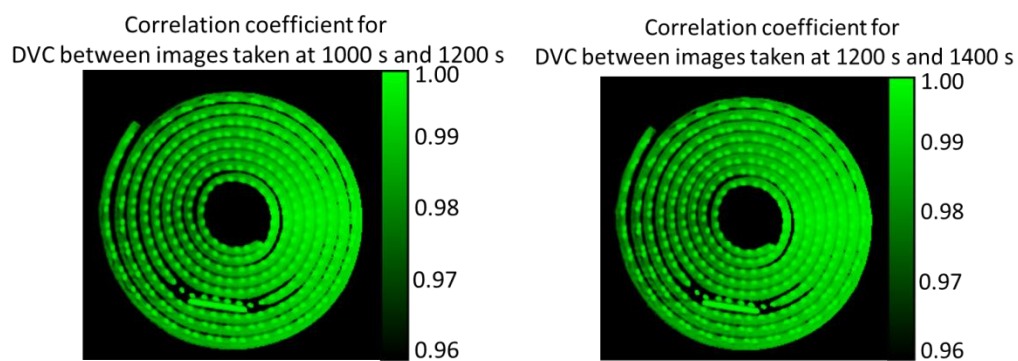 Correlation coefficient for
DVC between images taken at 1000 s and 1200 s
1.00
0.99
0.98
0.97
0.96
Correlation coefficient for
DVC between images taken at 1200 s and 1400 s
1.00
0.99
0.98
0.97
0.96